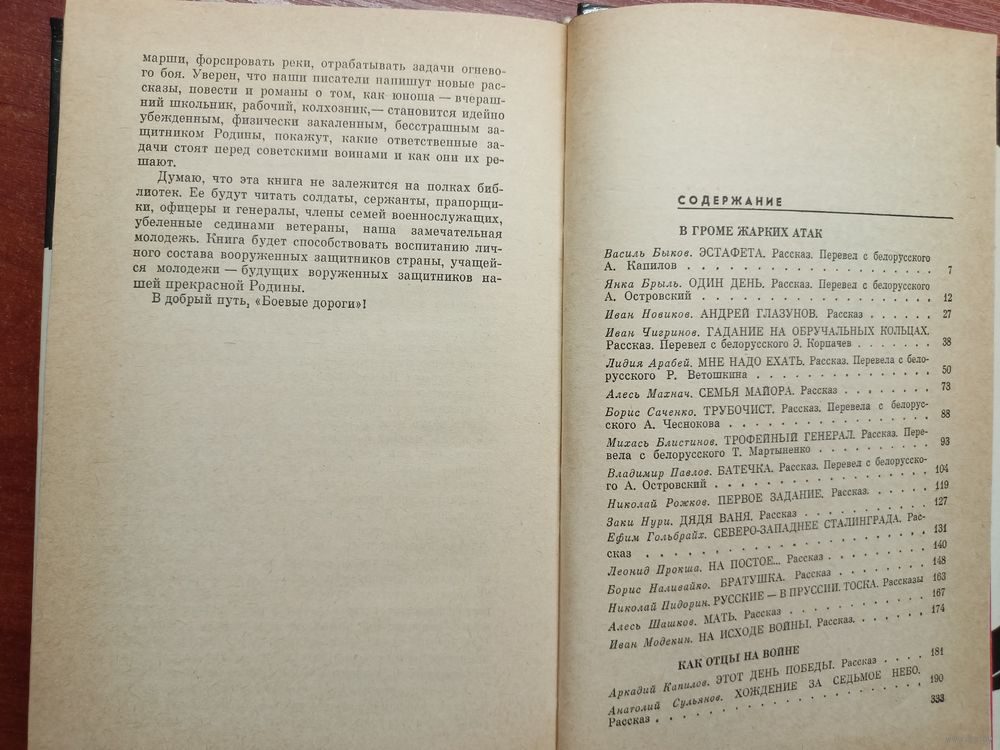 марши, форсировать реки, отрабатывать задачи огнево-
го боя. Уверен, что наши писатели напишут новые рас-
сказы, повести и романы о том, как юноша — вчераш-
ний школьник, рабочий, колхозник,— становится идейно
убежденным, физически закаленным, бесстрашным за-
щитником Родины, покажут, какие ответственные за-
дачи стоят перед советскими воинами и как они их ре-
шают.
Думаю, что эта книга не залежится на полках биб-
лиотек. Ее будут читать солдаты, сержанты, прапорщи-
ки, офицеры и генералы, члены семей военнослужащих,
убеленные сединами ветераны, наша замечательная
молодежь. Книга будет способствовать воспитанию лич-
ного состава вооруженных защитников страны, учащей-
ся молодежи — будущих воруженных защитников на-
шей прекрасной Родины.
В добрый путь, «Боевые дороги»!
СОДЕРЖАНИЕ
В ГРОМЕ ЖАРКИХ АТАК
Василь Быков. ЭСТАФЕТА. Рассказ. Перевел с белорусского
А. Капилов . . . . . . . . . . . . . . 7
Янка Брыль. ОДИН ДЕНЬ. Рассказ. Перевел с белорусского
А. Островский . . . . . . . . . . . . . 12
Иван Новиков. АНДРЕЙ ГЛАЗУНОВ. Рассказ . . . . . . 27
Иван Чигринов. ГАДАНИЕ НА ОБРУЧАЛЬНЫХ КОЛЬЦАХ.
Рассказ. Перевел с белорусского Э. Корпачев . . . . . . . 38
Лидия Арабей. МНЕ НАДО ЕХАТЬ. Рассказ. Перевела с бело-
русского Р. Ветошкина . . . . . . . . . . . 50
Алесь Махнач. СЕМЬЯ МАЙОРА. Рассказ . . . . . . . 73
Борис Саченко. ТРУБОЧИСТ. Рассказ. Перевела с белорус-
ского А. Чеснокова . . . . . . . . . . . . 88
Михась Блистинов. ТРОФЕЙНЫЙ ГЕНЕРАЛ. Рассказ. Пере-
вела с белорусского Т. Мартыненко . . . . . . . . 93
Владимир Павлов. БАТЕЧКА. Рассказ. Перевел с белорусско-
го А. Островский . . . . . . . . . . . . . 104
Николай Рожков. ПЕРВОЕ ЗАДАНИЕ. Рассказ. . . . . . 119
Заки Нури. ДЯДЯ ВАНЯ. Рассказ . . . . . . . . . 127
Ефим Гольбрайх. СЕВЕРО-ЗАПАДНЕЕ СТАЛИНГРАДА. Рас-
сказ . . . . . . . . . . . . . . . . 131
Леонид Прокша. НА ПОСТОЕ... Рассказ . . . . . . . 140
Борис Наливайко. БРАТУШКА. Рассказ . . . . . . . 148
Николай Пидорин. РУССКИЕ — В ПРУССИИ. ТОСКА. Рассказы 163
Алесь Шашков. МАТЬ. Рассказ . . . . . . . . . 167
Иван Модекин. НА ИСХОДЕ ВОЙНЫ. Рассказ. . . . . . 174
КАК ОТЦЫ НА ВОЙНЕ
Аркадий Капилов. ЭТОТ ДЕНЬ ПОБЕДЫ. Рассказ . . . . 181
Анатолий Сульянов. ХОЖДЕНИЕ ЗА СЕДЬМОЕ НЕБО. 190
Рассказ . . . . . . . . . . . . . . . 333